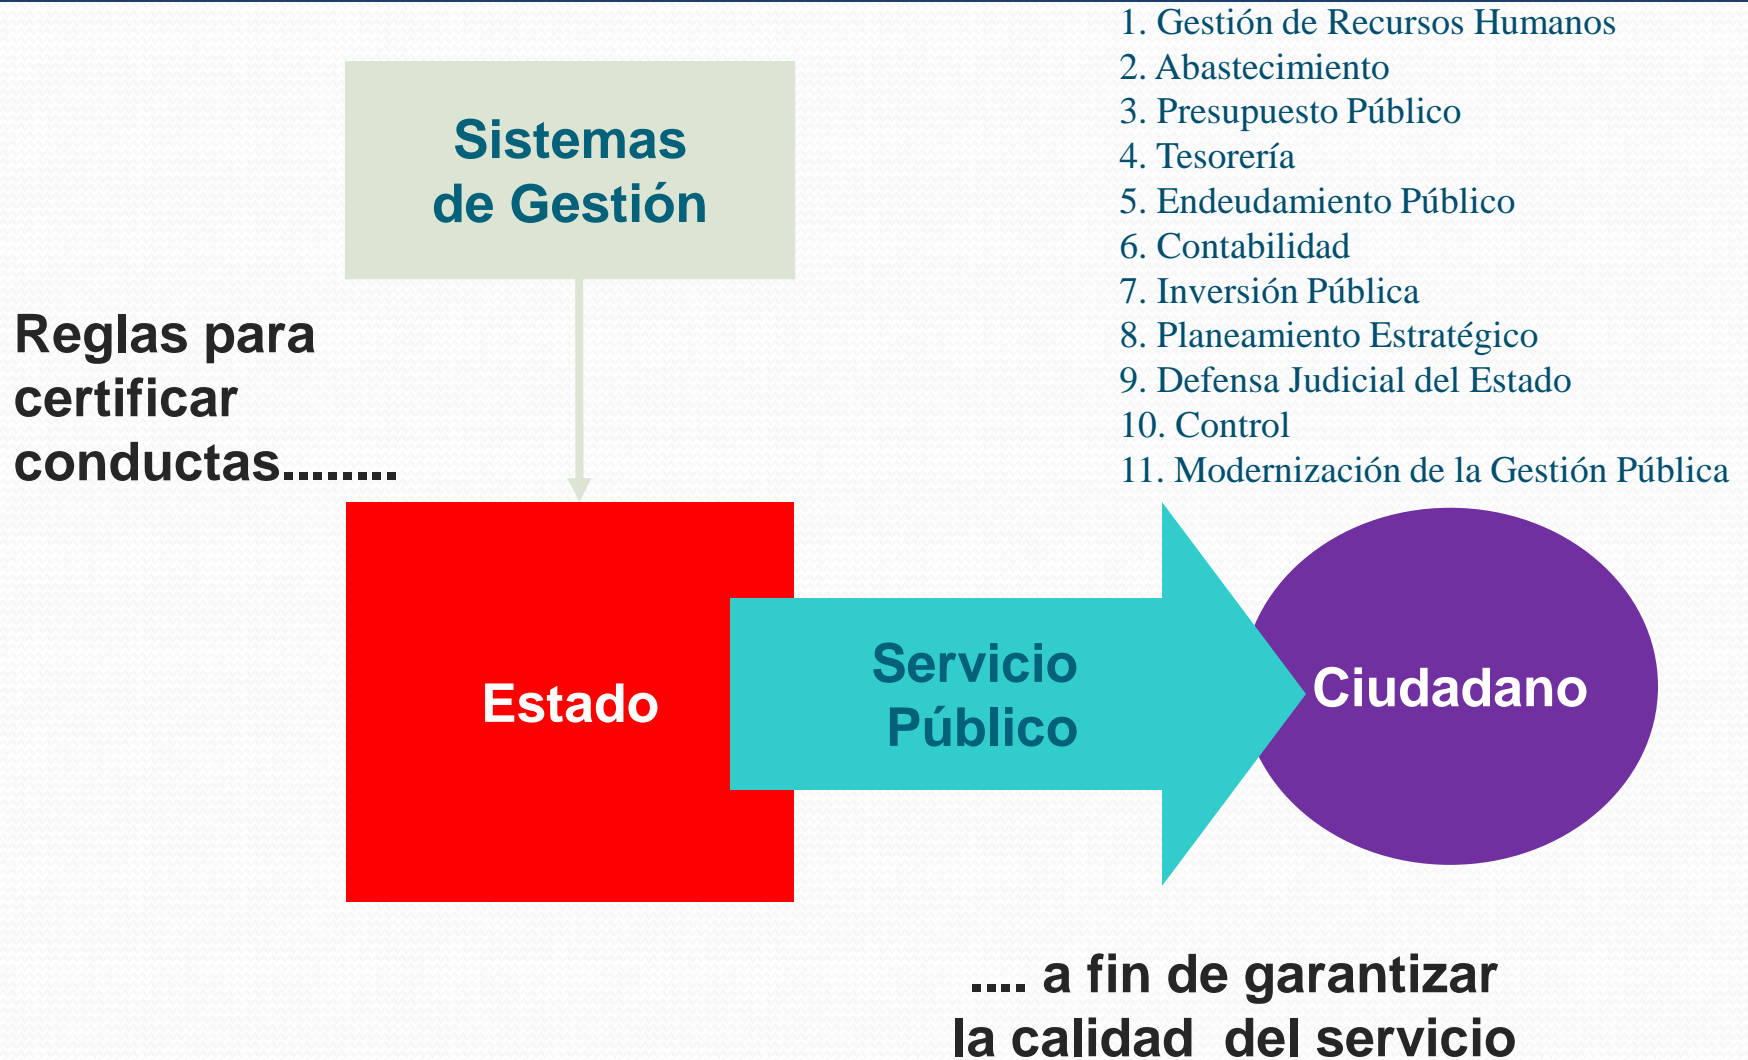 1. Gestión de Recursos Humanos
2. Abastecimiento
3. Presupuesto Público
4. Tesorería
5. Endeudamiento Público
6. Contabilidad
7. Inversión Pública
8. Planeamiento Estratégico
9. Defensa Judicial del Estado
10. Control
11. Modernización de la Gestión Pública
Sistemas
de Gestión
Reglas para
certificar
conductas........
Estado
Servicio
Público
Ciudadano
.... a fin de garantizar
la calidad  del servicio